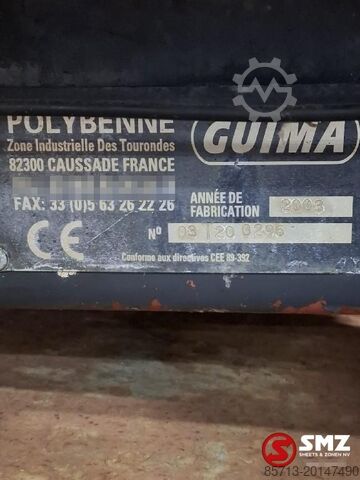 POLYBENNE
GUIMA
Zone Industrielle Des Tourondes
82300 CAUSSADE FRANCE
FAX: 33 (0)5 63 26 22 26
ANNÉE DE
FABRICATION 2003
N° 03 120 0296
CE
Conforme aux directives CEE 89-392
SMZ
SHEETS & ZONEN NV
85713-20147490